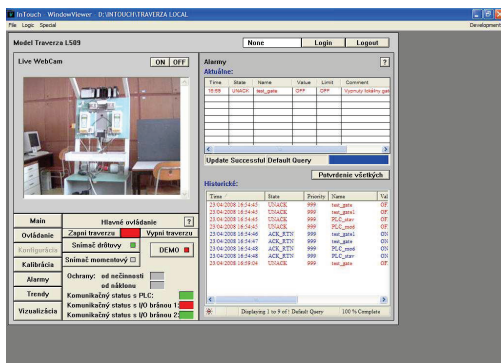 InTouch - WindowViewer - D:\INTOUCH\TRAVERZA LOCAL
File Logic Special
Development!
Model Traverza L509
None Login Logout
Live WebCam ON OFF
Alarmy ?
Aktuálne:
Time State Name Value Limit Comment
16:59 UNACK test_gate OFF OFF Vypnutý lokálny gat
Update Successful Default Query
Potvrdenie všetkých
Historické:
Time State Priority Name Val
23/04/2008 16:54:45 UNACK 999 test_gate OF
23/04/2008 16:54:45 UNACK 999 test_gate1 OF
23/04/2008 16:54:45 UNACK 999 PLC_stav OF
23/04/2008 16:54:45 UNACK 999 PLC_mod OF
23/04/2008 16:54:46 ACK_RTN 999 test_gate1 ON
23/04/2008 16:54:47 ACK_RTN 999 test_gate ON
23/04/2008 16:54:48 ACK_RTN 999 PLC_mod ON
23/04/2008 16:54:48 ACK_RTN 999 PLC_stav ON
23/04/2008 16:59:04 UNACK 999 test_gate OF
Displaying 1 to 9 of 1 Default Query 100 % Complete
Main
Ovládanie
Konfigurácia
Kalibrácia
Alarmy
Trendy
Vizualizácia
Hlavné ovládanie ?
Zapni traverzu Vypni traverzu
Snímač drôtový
Snímač momentový
DEMO
Ochrany: od nečinnosti
od náklonu
Komunikačný status s PLC:
Komunikačný status s I/O bránou 1:
Komunikačný status s I/O bránou 2: